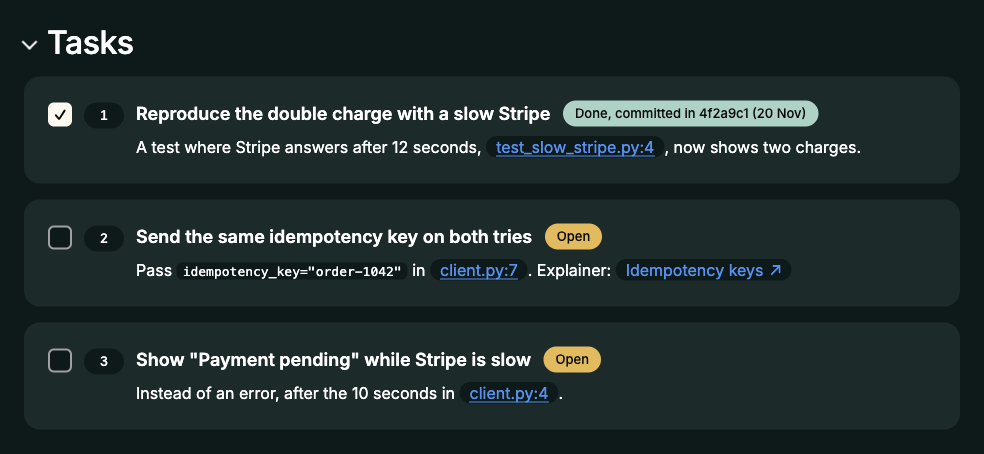 Tasks
1 Reproduce the double charge with a slow Stripe Done, committed in 4f2a9c1 (20 Nov)
A test where Stripe answers after 12 seconds, test_slow_stripe.py:4 , now shows two charges.
2 Send the same idempotency key on both tries Open
Pass idempotency_key="order-1042" in client.py:7 . Explainer: Idempotency keys ↗
3 Show "Payment pending" while Stripe is slow Open
Instead of an error, after the 10 seconds in client.py:4 .